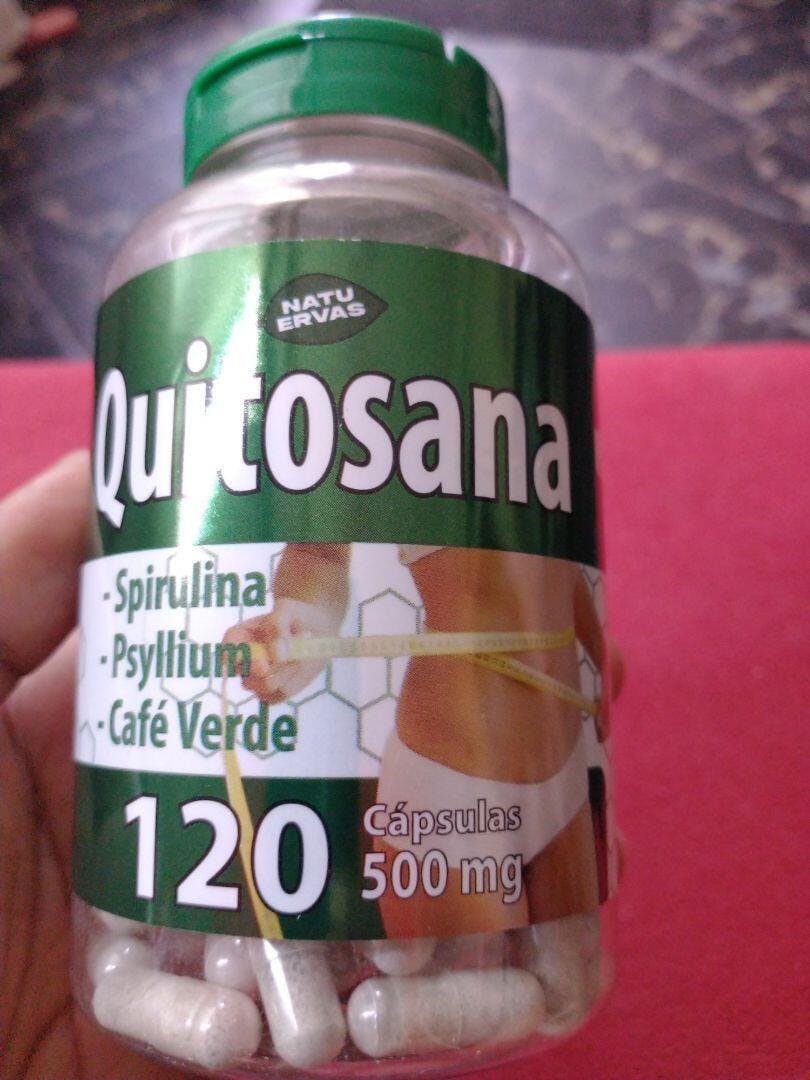 NATU
ERVAS
Quitosana
- Spirulina
- Psyllium
- Café Verde
120
Cápsulas
500 mg